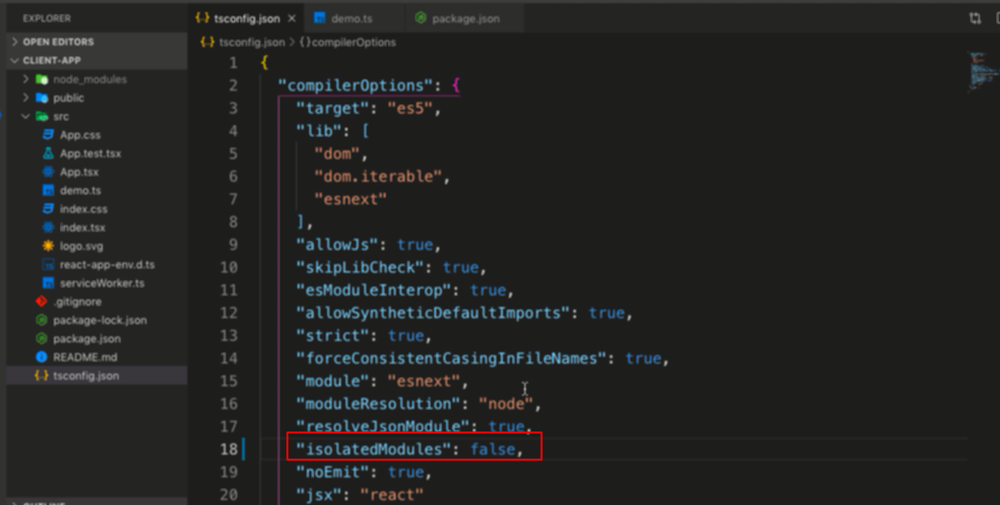 EXPLORER
OPEN EDITORS
CLIENT-APP
node_modules
public
src
App.css
App.test.tsx
App.tsx
demo.ts
index.css
index.tsx
logo.svg
react-app-env.d.ts
serviceWorker.ts
.gitignore
package-lock.json
package.json
README.md
tsconfig.json
OUTLINE
{..} tsconfig.json × TS demo.ts package.json
{..} tsconfig.json > {}compilerOptions
1 {
2 "compilerOptions": {
3 "target": "es5",
4 "lib": [
5 "dom",
6 "dom.iterable",
7 "esnext"
8 ],
9 "allowJs": true,
10 "skipLibCheck": true,
11 "esModuleInterop": true,
12 "allowSyntheticDefaultImports": true,
13 "strict": true,
14 "forceConsistentCasingInFileNames": true,
15 "module": "esnext",
16 "moduleResolution": "node",
17 "resolveJsonModule": true,
18 "isolatedModules": false,
19 "noEmit": true,
20 "jsx": "react"